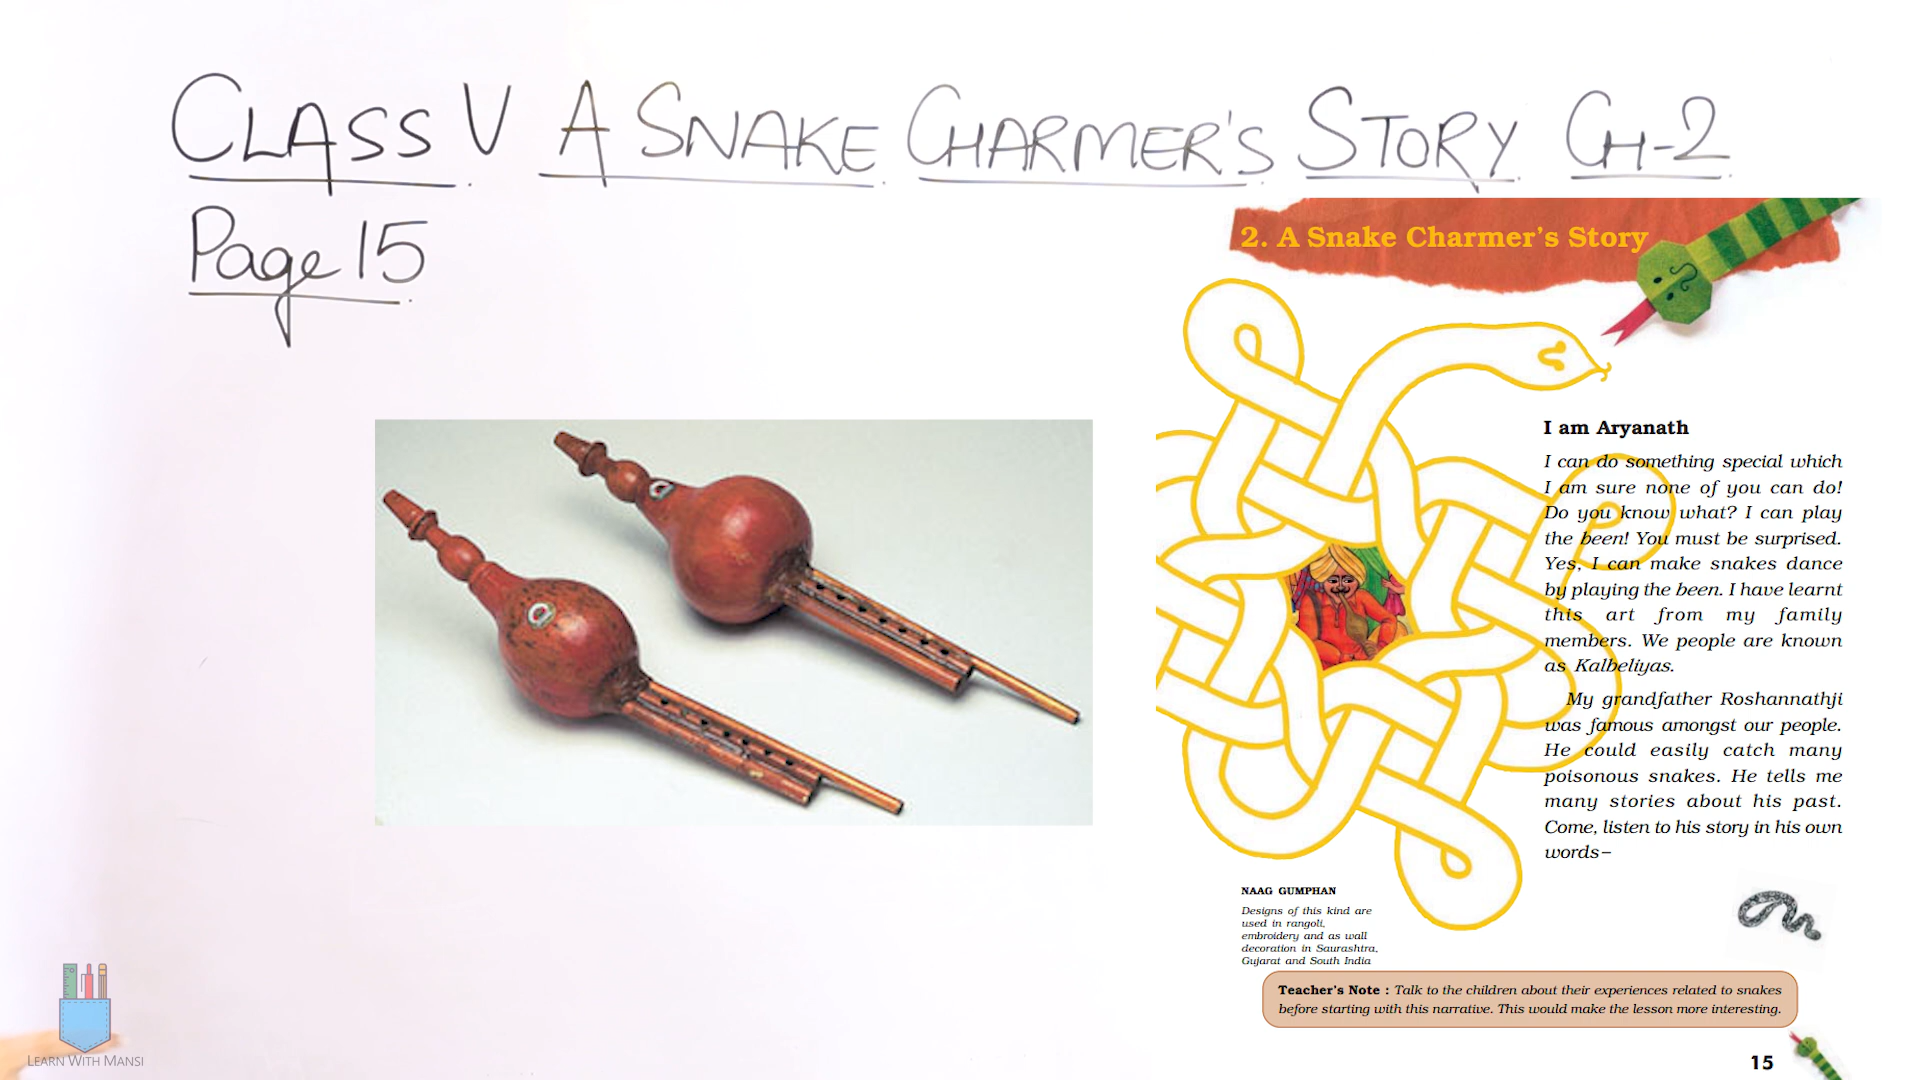 CLASS V A SNAKE CHARMER'S STORY CH-2
Page 15
2. A Snake Charmer's Story
I am Aryanath
I can do something special which
I am sure none of you can do!
Do you know what? I can play
the been! You must be surprised.
Yes, I can make snakes dance
by playing the been. I have learnt
this art from my family
members. We people are known
as Kalbeliyas.
My grandfather Roshannathji
was famous amongst our people.
He could easily catch many
poisonous snakes. He tells me
many stories about his past.
Come, listen to his story in his own
words–
NAAG GUMPHAN
Designs of this kind are
used in rangoli,
embroidery and as wall
decoration in Saurashtra,
Gujarat and South India
Teacher's Note : Talk to the children about their experiences related to snakes
before starting with this narrative. This would make the lesson more interesting.
15
LEARN WITH MANSI